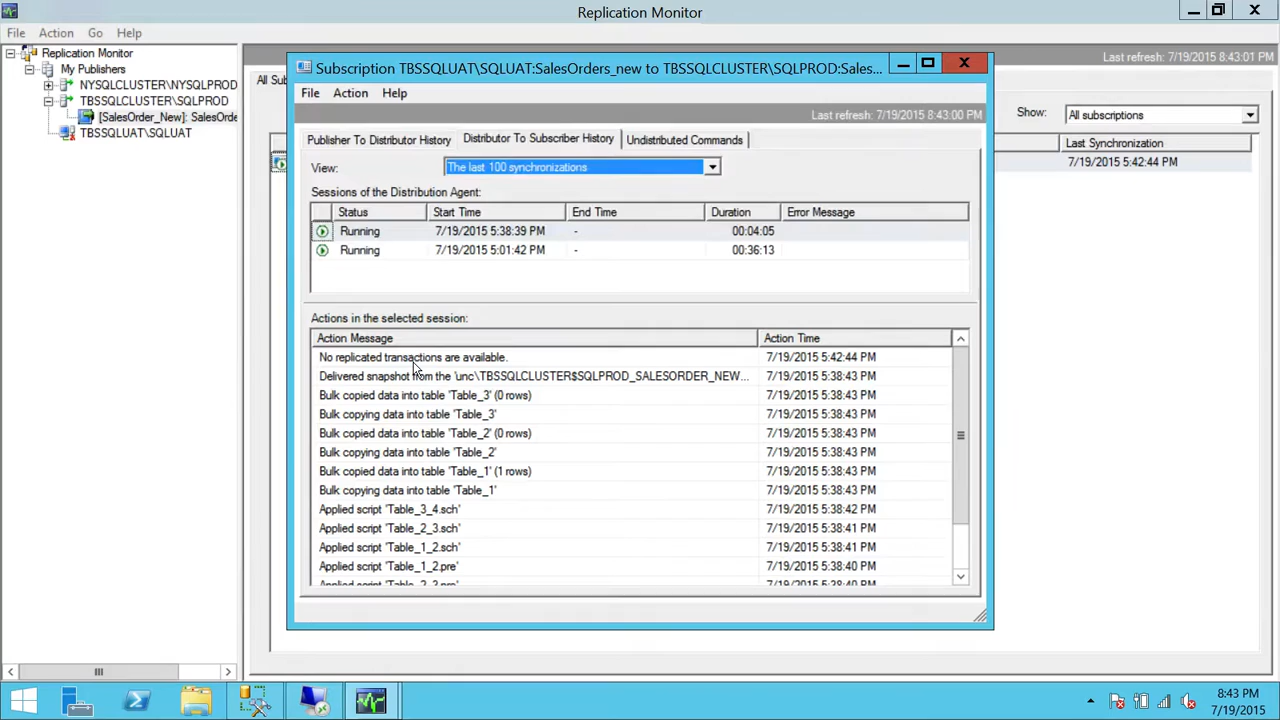 Replication Monitor
File Action Go Help
Replication Monitor
My Publishers
NYSQLCLUSTER\NYSQLPROD
TBSSQLCLUSTER\SQLPROD
[SalesOrder_New]: SalesOrde
TBSSQLUAT\SQLUAT
All Sub
Last refresh: 7/19/2015 8:43:01 PM
Show: All subscriptions
Last Synchronization
7/19/2015 5:42:44 PM
Subscription TBSSQLUAT\SQLUAT:SalesOrders_new to TBSSQLCLUSTER\SQLPROD:Sales...
File Action Help
Last refresh: 7/19/2015 8:43:00 PM
Publisher To Distributor History Distributor To Subscriber History Undistributed Commands
View: The last 100 synchronizations
Sessions of the Distribution Agent:
Status Start Time End Time Duration Error Message
Running 7/19/2015 5:38:39 PM - 00:04:05
Running 7/19/2015 5:01:42 PM - 00:36:13
Actions in the selected session:
Action Message Action Time
No replicated transactions are available. 7/19/2015 5:42:44 PM
Delivered snapshot from the 'unc\TBSSQLCLUSTER$SQLPROD_SALESORDER_NEW... 7/19/2015 5:38:43 PM
Bulk copied data into table 'Table_3' (0 rows) 7/19/2015 5:38:43 PM
Bulk copying data into table 'Table_3' 7/19/2015 5:38:43 PM
Bulk copied data into table 'Table_2' (0 rows) 7/19/2015 5:38:43 PM
Bulk copying data into table 'Table_2' 7/19/2015 5:38:43 PM
Bulk copied data into table 'Table_1' (1 rows) 7/19/2015 5:38:43 PM
Bulk copying data into table 'Table_1' 7/19/2015 5:38:43 PM
Applied script 'Table_3_4.sch' 7/19/2015 5:38:42 PM
Applied script 'Table_2_3.sch' 7/19/2015 5:38:41 PM
Applied script 'Table_1_2.sch' 7/19/2015 5:38:41 PM
Applied script 'Table_1_2.pre' 7/19/2015 5:38:40 PM
Applied script 'Table_2_3.pre' 7/19/2015 5:38:40 PM
8:43 PM
7/19/2015